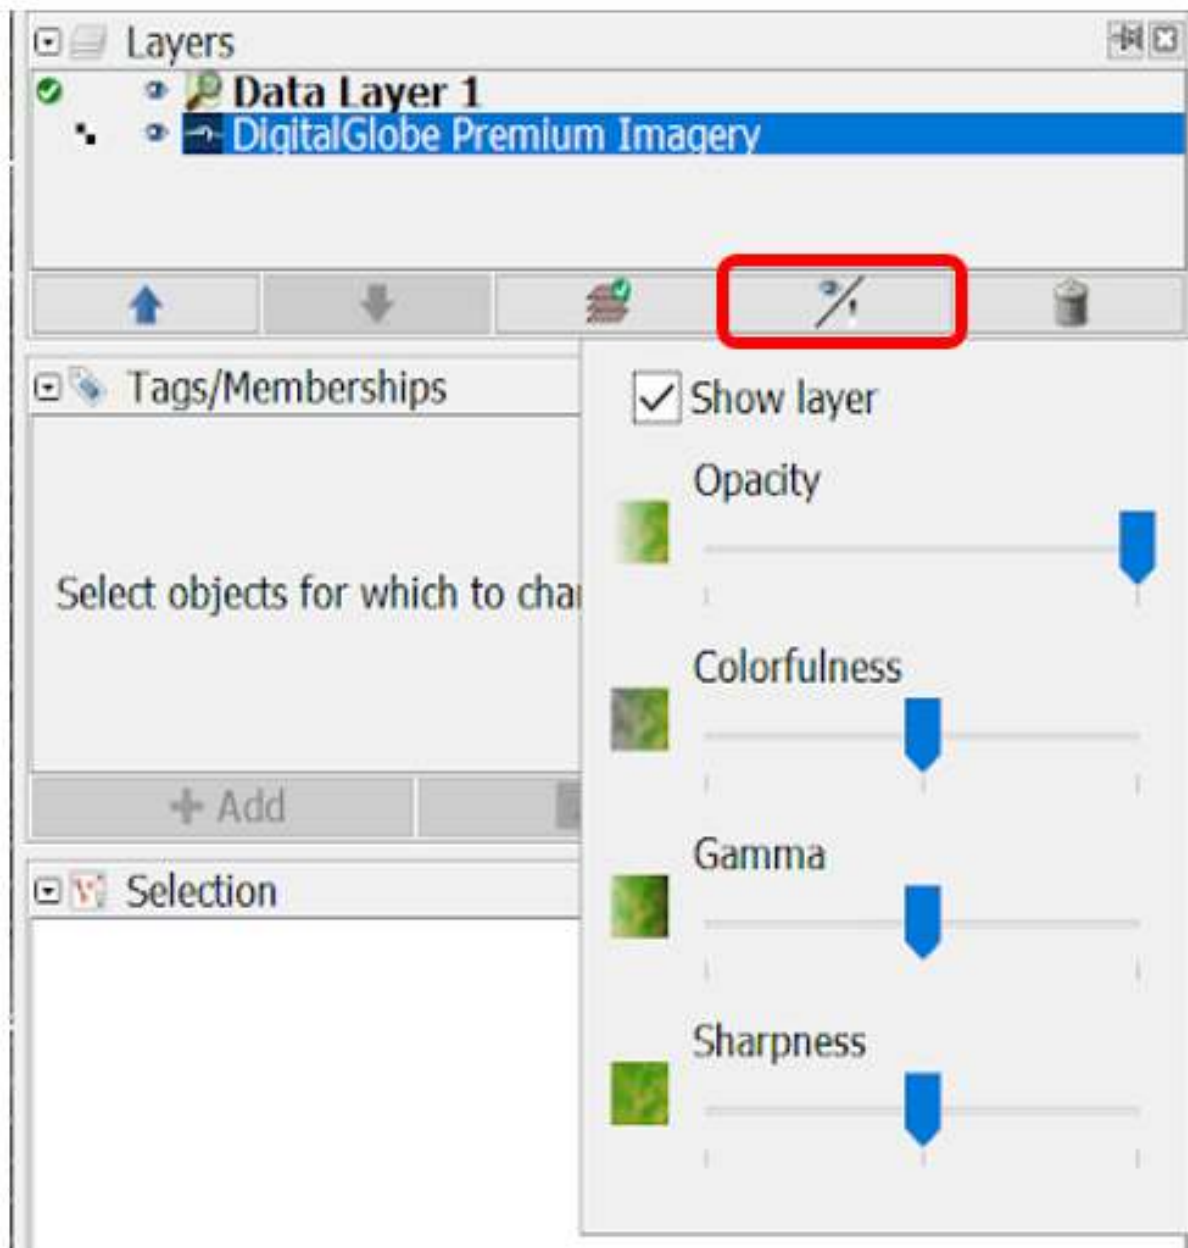 Layers
Data Layer 1
DigitalGlobe Premium Imagery
Tags/Memberships
Show layer
Opacity
Select objects for which to
Colorfulness
Add
Gamma
Selection
Sharpness